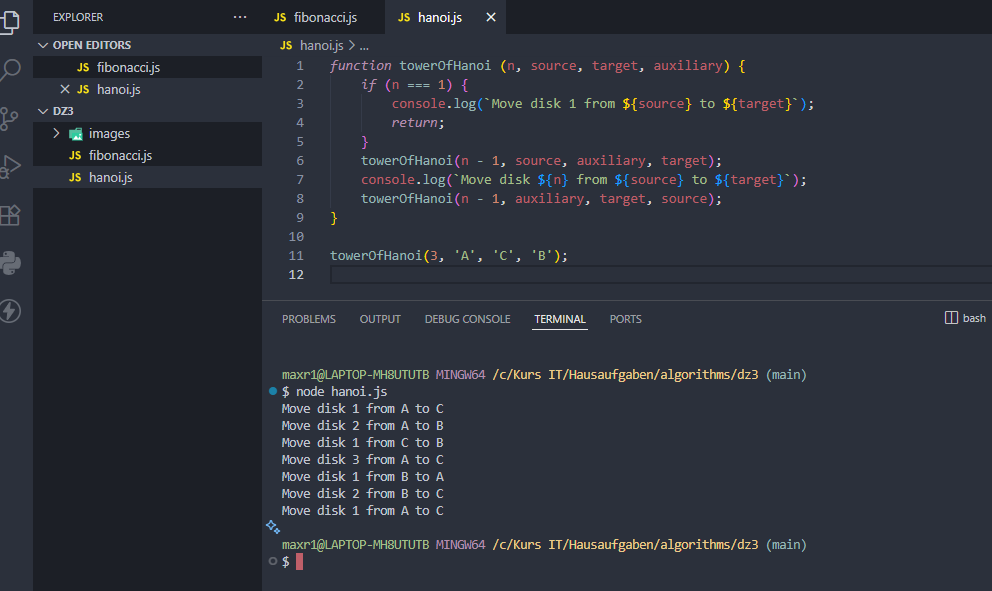 EXPLORER ...
JS fibonacci.js
JS hanoi.js
OPEN EDITORS
JS fibonacci.js
JS hanoi.js
DZ3
images
JS fibonacci.js
JS hanoi.js
JS hanoi.js > ...
1 function towerOfHanoi (n, source, target, auxiliary) {
2 if (n === 1) {
3 console.log(`Move disk 1 from ${source} to ${target}`);
4 return;
5 }
6 towerOfHanoi(n - 1, source, auxiliary, target);
7 console.log(`Move disk ${n} from ${source} to ${target}`);
8 towerOfHanoi(n - 1, auxiliary, target, source);
9 }
10
11 towerOfHanoi(3, 'A', 'C', 'B');
12
PROBLEMS OUTPUT DEBUG CONSOLE TERMINAL PORTS bash
maxr1@LAPTOP-MH8UTUTB MINGW64 /c/Kurs IT/Hausaufgaben/algorithms/dz3 (main)
$ node hanoi.js
Move disk 1 from A to C
Move disk 2 from A to B
Move disk 1 from C to B
Move disk 3 from A to C
Move disk 1 from B to A
Move disk 2 from B to C
Move disk 1 from A to C
maxr1@LAPTOP-MH8UTUTB MINGW64 /c/Kurs IT/Hausaufgaben/algorithms/dz3 (main)
$